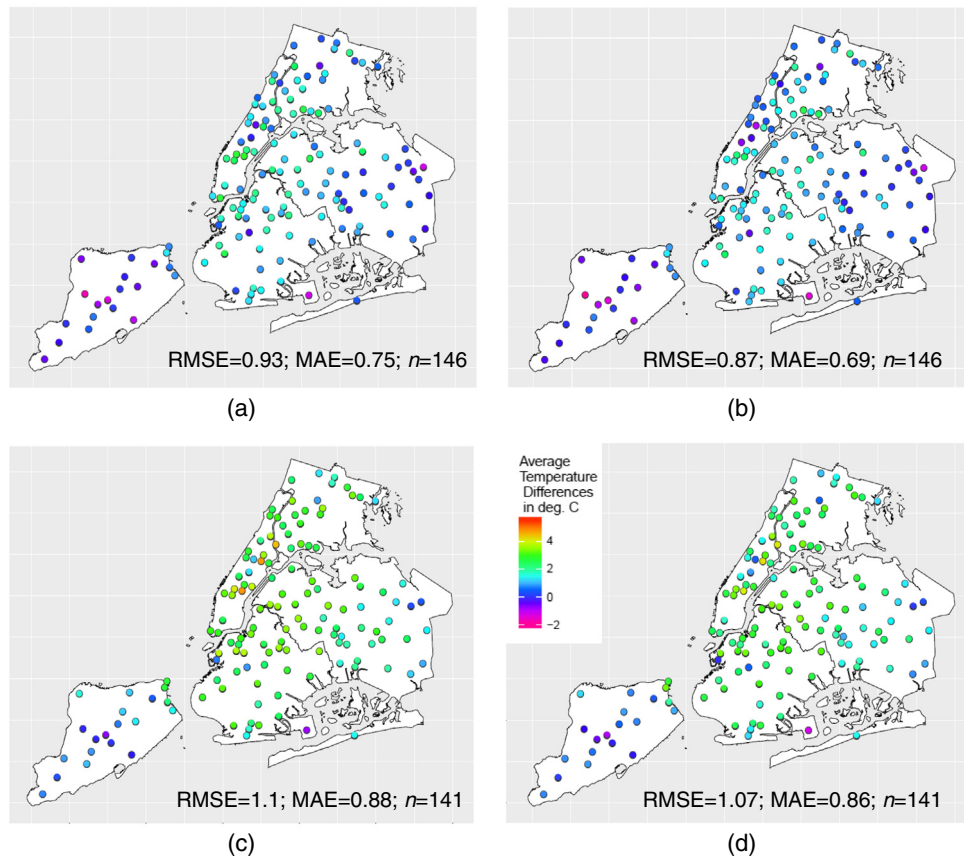 RMSE=0.93; MAE=0.75; n=146
RMSE=0.87; MAE=0.69; n=146
(a)
(b)
Average
Temperature
Differences
in deg. C
4
2
0
−2
RMSE=1.1; MAE=0.88; n=141
RMSE=1.07; MAE=0.86; n=141
(c)
(d)